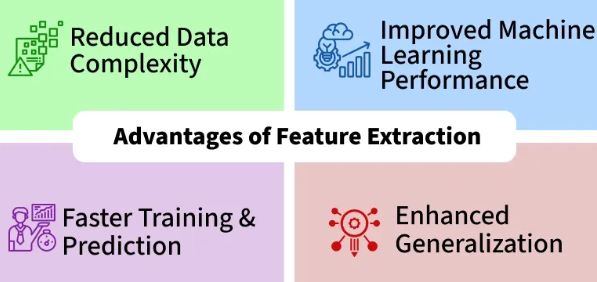 Reduced Data
Complexity
Improved Machine
Learning
Performance
Advantages of Feature Extraction
Faster Training &
Prediction
Enhanced
Generalization